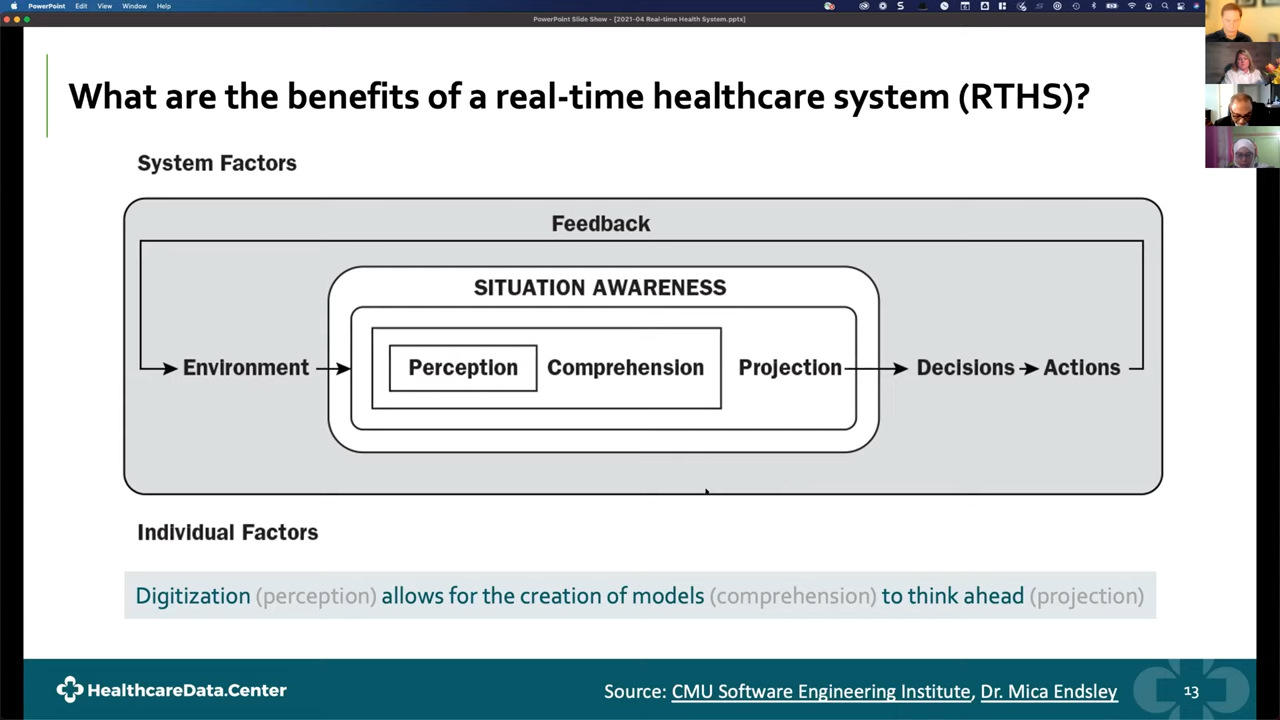 PowerPoint Edit View Window Help
PowerPoint Slide Show - [2021-04 Real-time Health System.pptx]
What are the benefits of a real-time healthcare system (RTHS)?
System Factors
Feedback
SITUATION AWARENESS
Environment Perception Comprehension Projection Decisions Actions
Individual Factors
Digitization (perception) allows for the creation of models (comprehension) to think ahead (projection)
HealthcareData.Center Source: CMU Software Engineering Institute, Dr. Mica Endsley 13